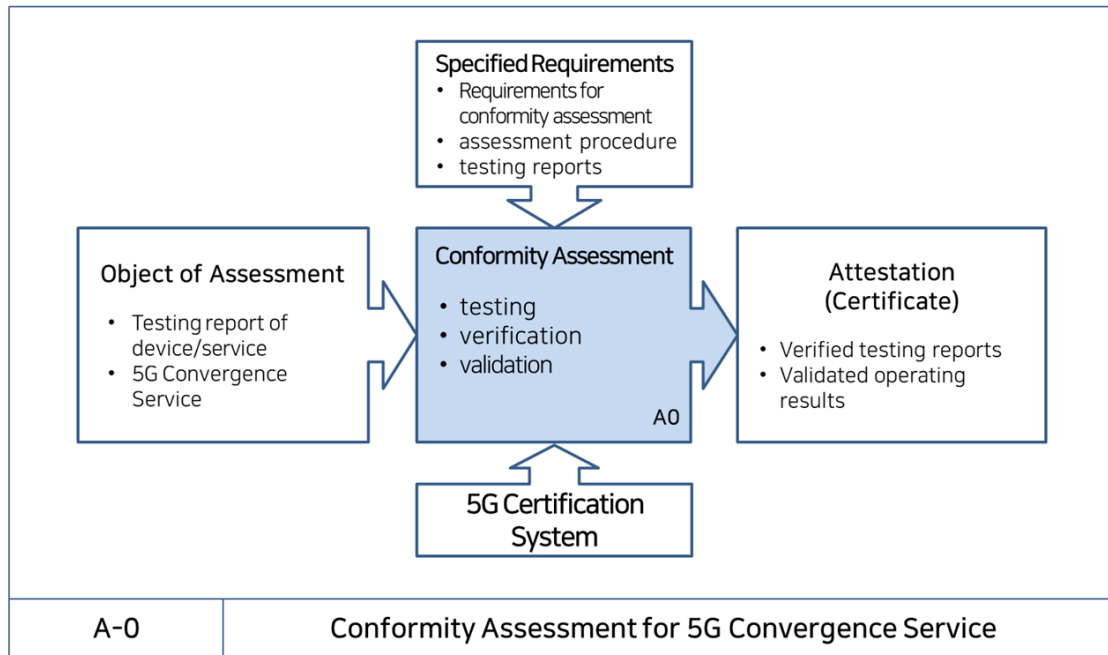 Specified Requirements
• Requirements for
conformity assessment
• assessment procedure
• testing reports
Object of Assessment
• Testing report of
device/service
• 5G Convergence
Service
Conformity Assessment
• testing
• verification
• validation
A0
Attestation
(Certificate)
• Verified testing reports
• Validated operating
results
5G Certification
System
A-0
Conformity Assessment for 5G Convergence Service